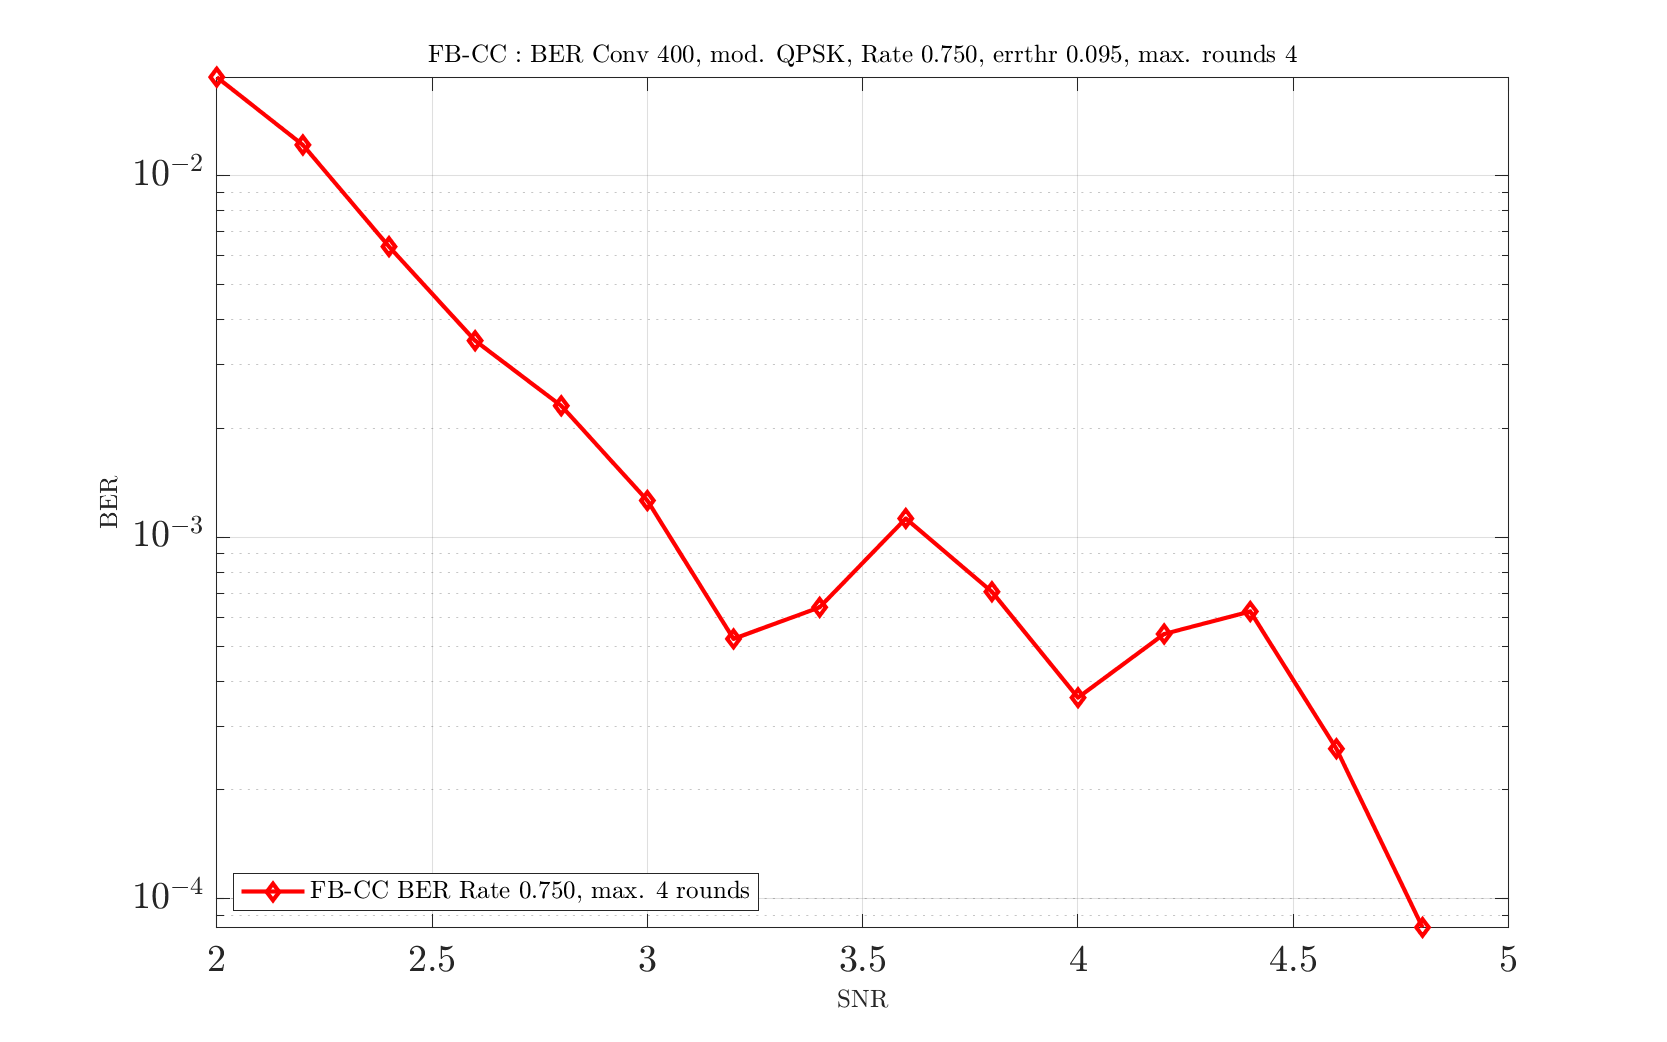 FB-CC : BER Conv 400, mod. QPSK, Rate 0.750, errthr 0.095, max. rounds 4
BER
10^{-2}
10^{-3}
10^{-4}
FB-CC BER Rate 0.750, max. 4 rounds
2 2.5 3 3.5 4 4.5 5
SNR